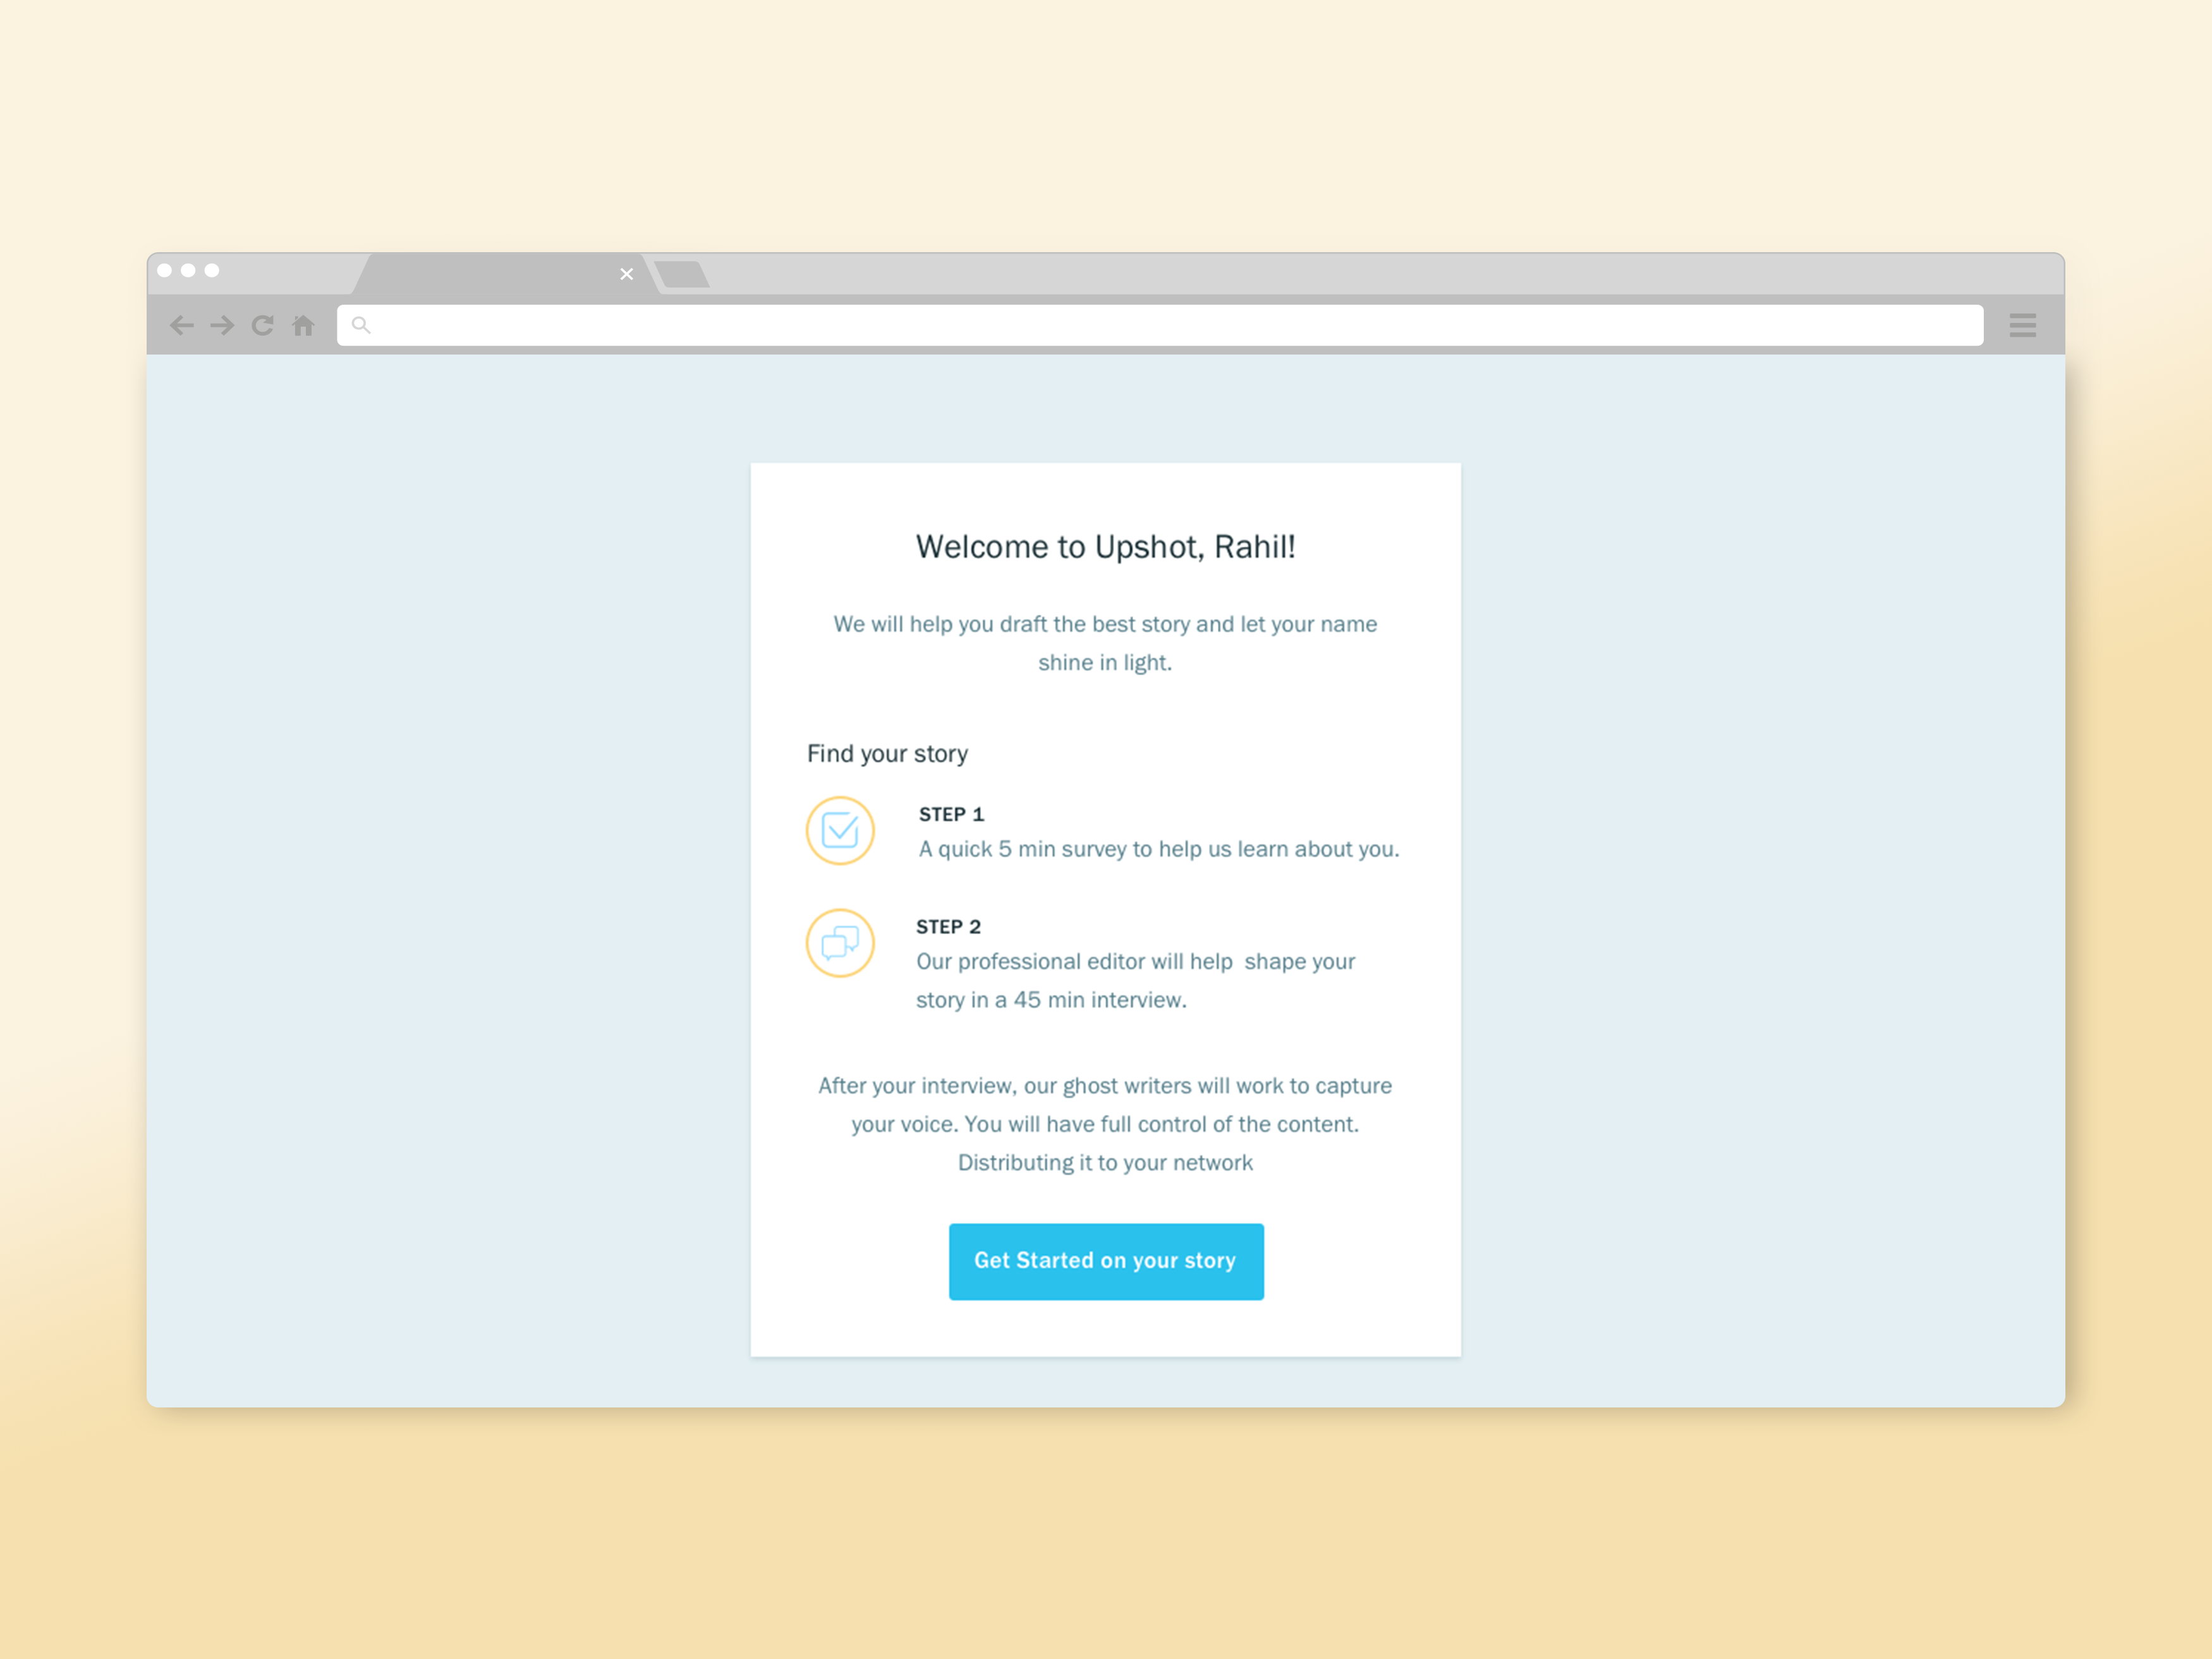 Welcome to Upshot, Rahil!
We will help you draft the best story and let your name
shine in light.
Find your story
STEP 1
A quick 5 min survey to help us learn about you.
STEP 2
Our professional editor will help  shape your
story in a 45 min interview.
After your interview, our ghost writers will work to capture
your voice. You will have full control of the content.
Distributing it to your network
Get Started on your story